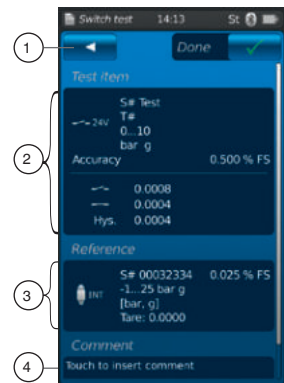 Switch test 14:13 St
1 Done
Test item
S# Test
24V T#
0...10
bar g
2
Accuracy 0.500 % FS
0.0008
0.0004
Hys. 0.0004
Reference
S# 00032334 0.025 % FS
3 INT -1...25 bar g
[bar, g]
Tare: 0.0000
Comment
4 Touch to insert comment